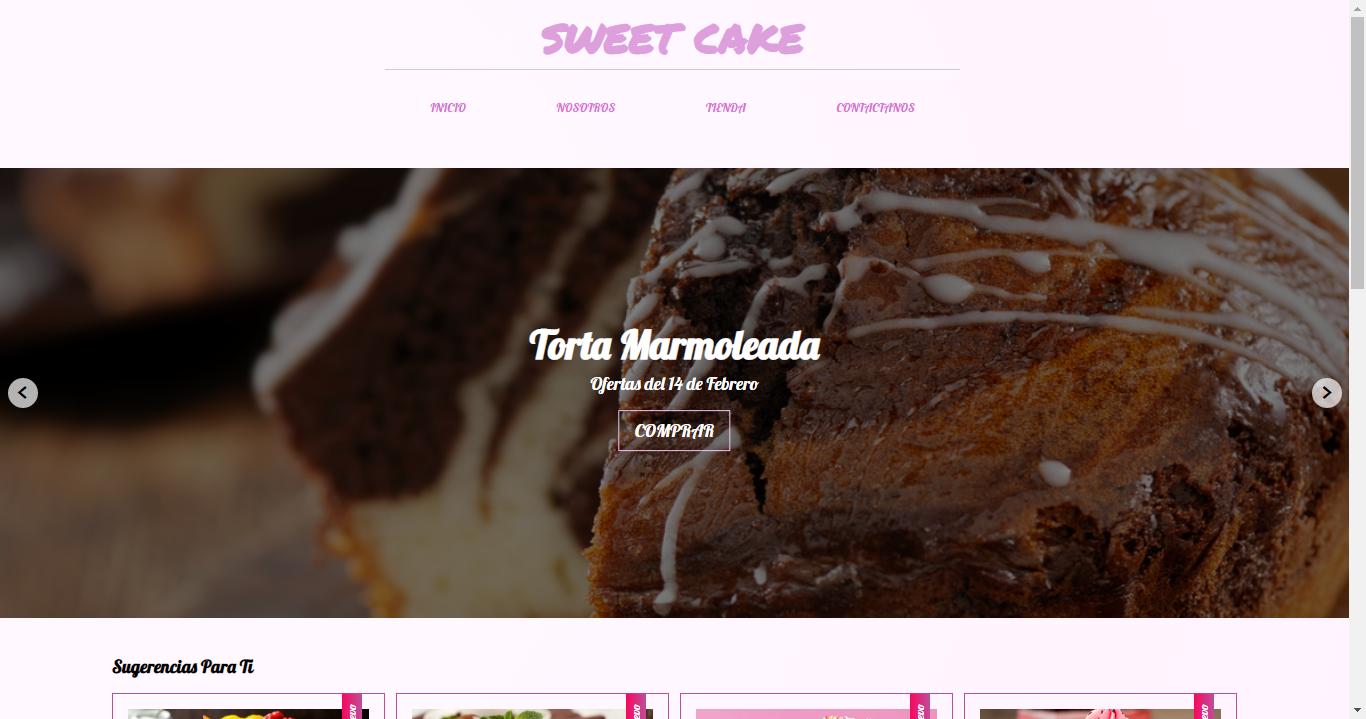 SWEET CAKE
INICIO NOSOTROS TIENDA CONTACTANOS
Torta Marmoleada
Ofertas del 14 de Febrero
COMPRAR
Sugerencias Para Ti